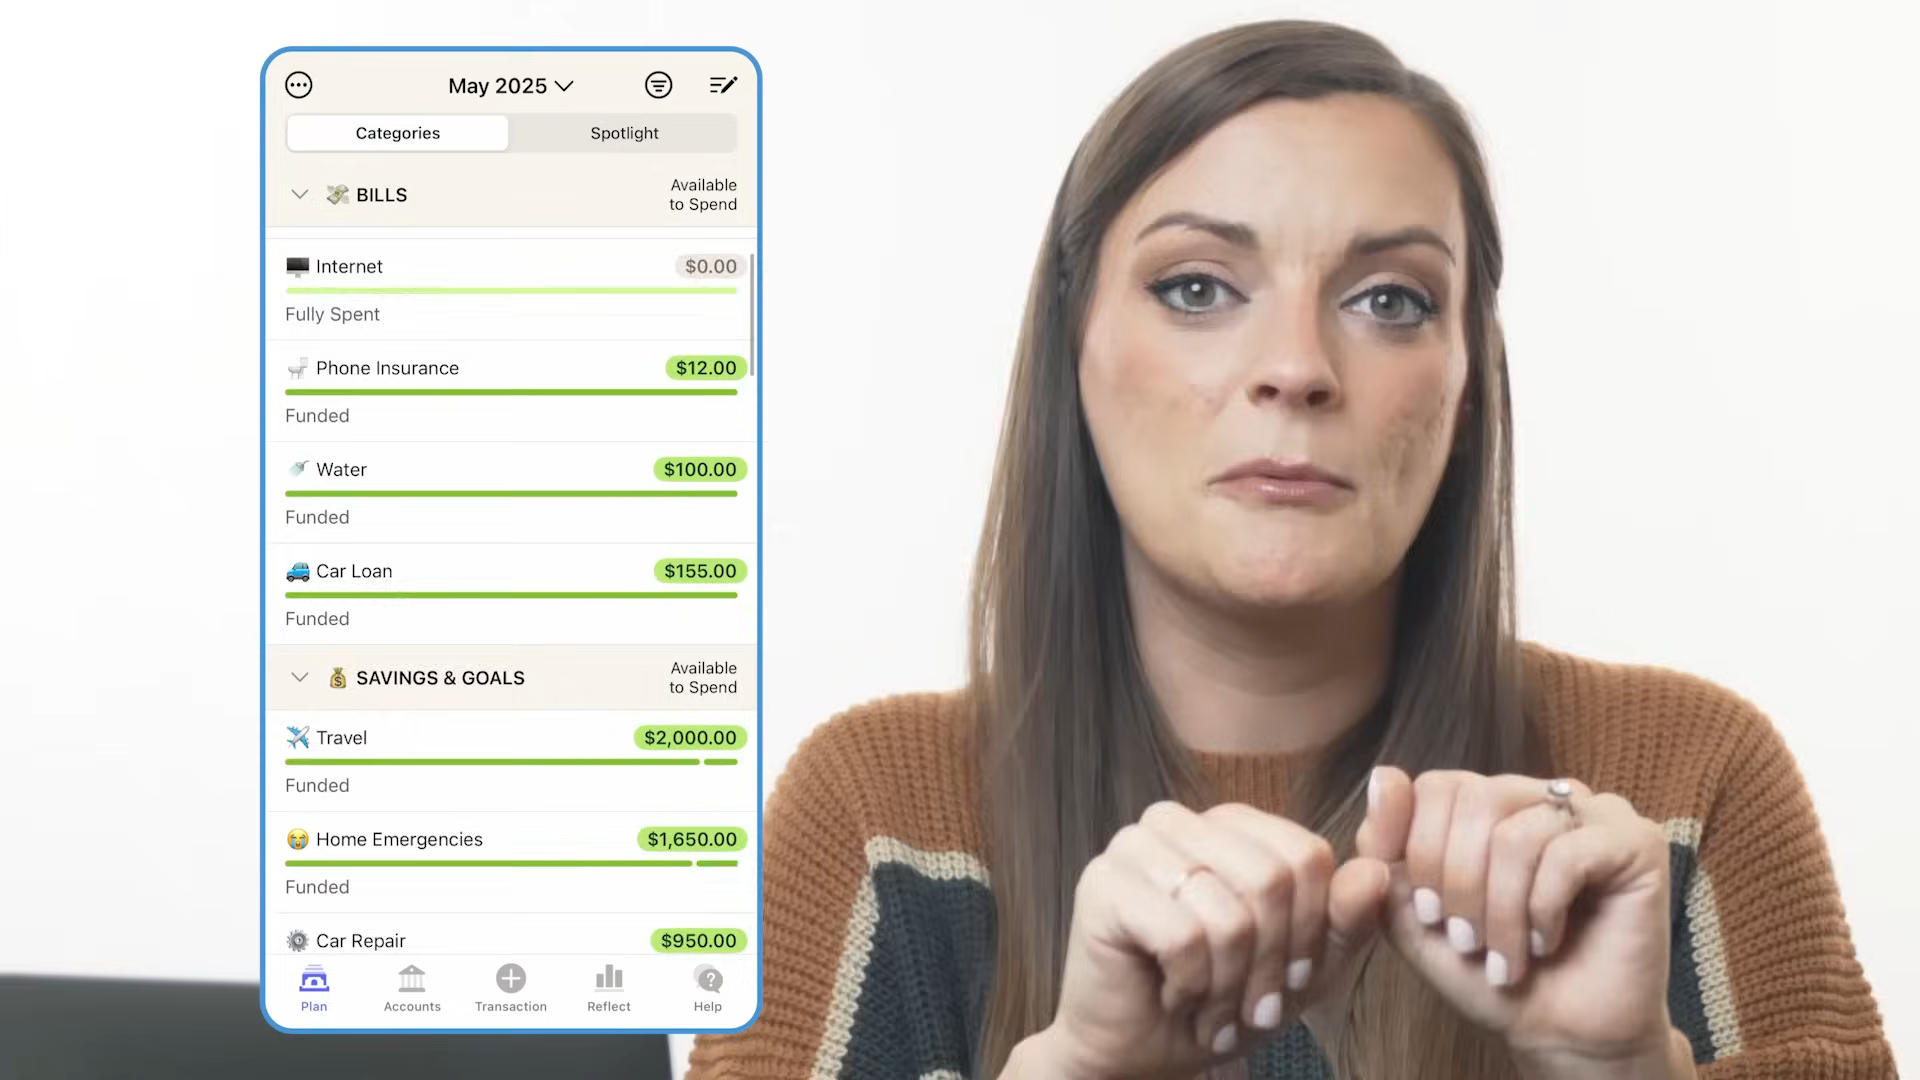 May 2025
Categories
Spotlight
BILLS
Available
to Spend
Internet
$0.00
Fully Spent
Phone Insurance
$12.00
Funded
Water
$100.00
Funded
Car Loan
$155.00
Funded
SAVINGS & GOALS
Available
to Spend
Travel
$2,000.00
Funded
Home Emergencies
$1,650.00
Funded
Car Repair
$950.00
Plan
Accounts
Transaction
Reflect
Help